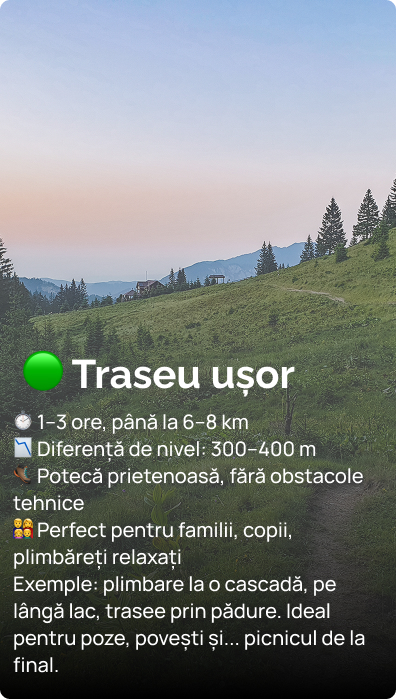 🟢 Traseu ușor
⏱️ 1–3 ore, până la 6–8 km
📉 Diferență de nivel: 300–400 m
🥾 Potecă prietenoasă, fără obstacole
tehnice
👨‍👩‍👧‍👦 Perfect pentru familii, copii,
plimbăreți relaxați
Exemple: plimbare la o cascadă, pe
lângă lac, trasee prin pădure. Ideal
pentru poze, povești și... picnicul de la
final.